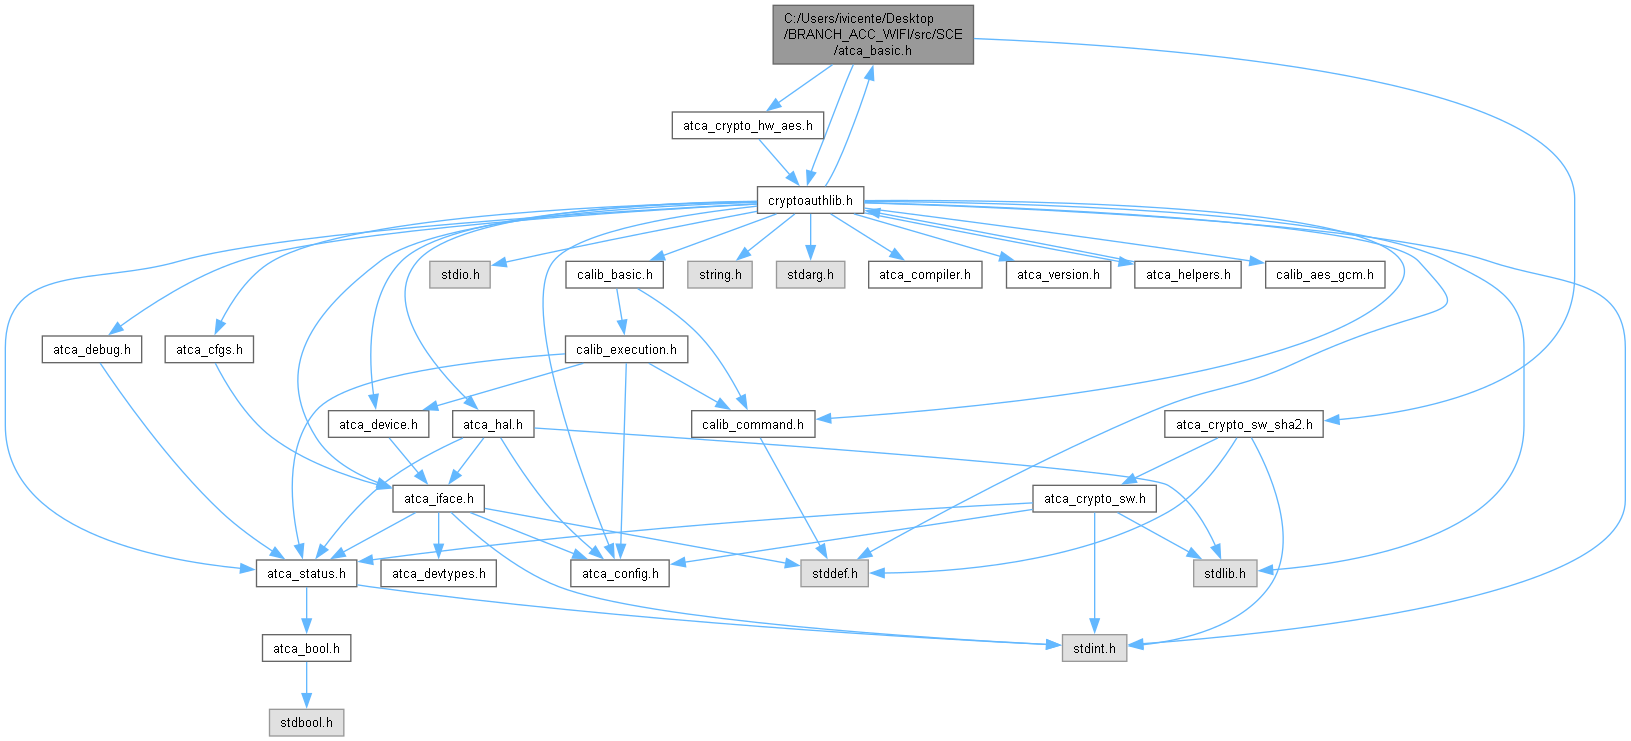 C:/Users/ivicente/Desktop
/BRANCH_ACC_WIFI/src/SCE
/atca_basic.h
atca_crypto_hw_aes.h
cryptoauthlib.h
stdio.h
calib_basic.h
string.h
stdarg.h
atca_compiler.h
atca_version.h
atca_helpers.h
calib_aes_gcm.h
atca_debug.h
atca_cfgs.h
calib_execution.h
atca_device.h
atca_hal.h
calib_command.h
atca_crypto_sw_sha2.h
atca_iface.h
atca_crypto_sw.h
atca_status.h
atca_devtypes.h
atca_config.h
stddef.h
stdlib.h
atca_bool.h
stdint.h
stdbool.h